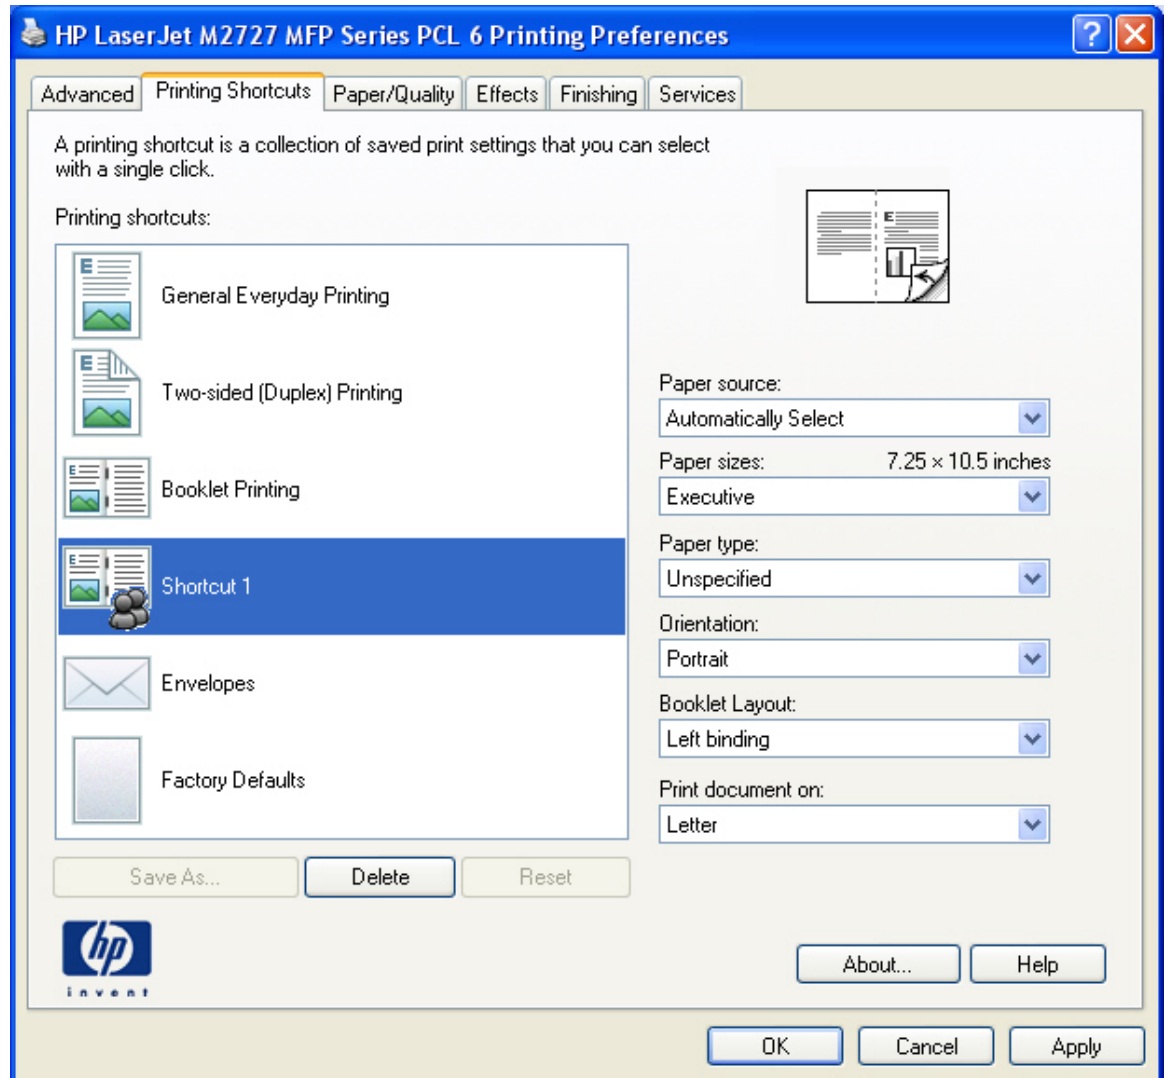 HP LaserJet M2727 MFP Series PCL 6 Printing Preferences
Advanced Printing Shortcuts Paper/Quality Effects Finishing Services
A printing shortcut is a collection of saved print settings that you can select
with a single click.
Printing shortcuts:
E
General Everyday Printing
E
Two-sided (Duplex) Printing
E
Booklet Printing
E
Shortcut 1
Envelopes
Factory Defaults
Save As...
Delete
Reset
E
Paper source:
Automatically Select
Paper sizes: 7.25 × 10.5 inches
Executive
Paper type:
Unspecified
Orientation:
Portrait
Booklet Layout:
Left binding
Print document on:
Letter
hp
invent
About...
Help
OK
Cancel
Apply